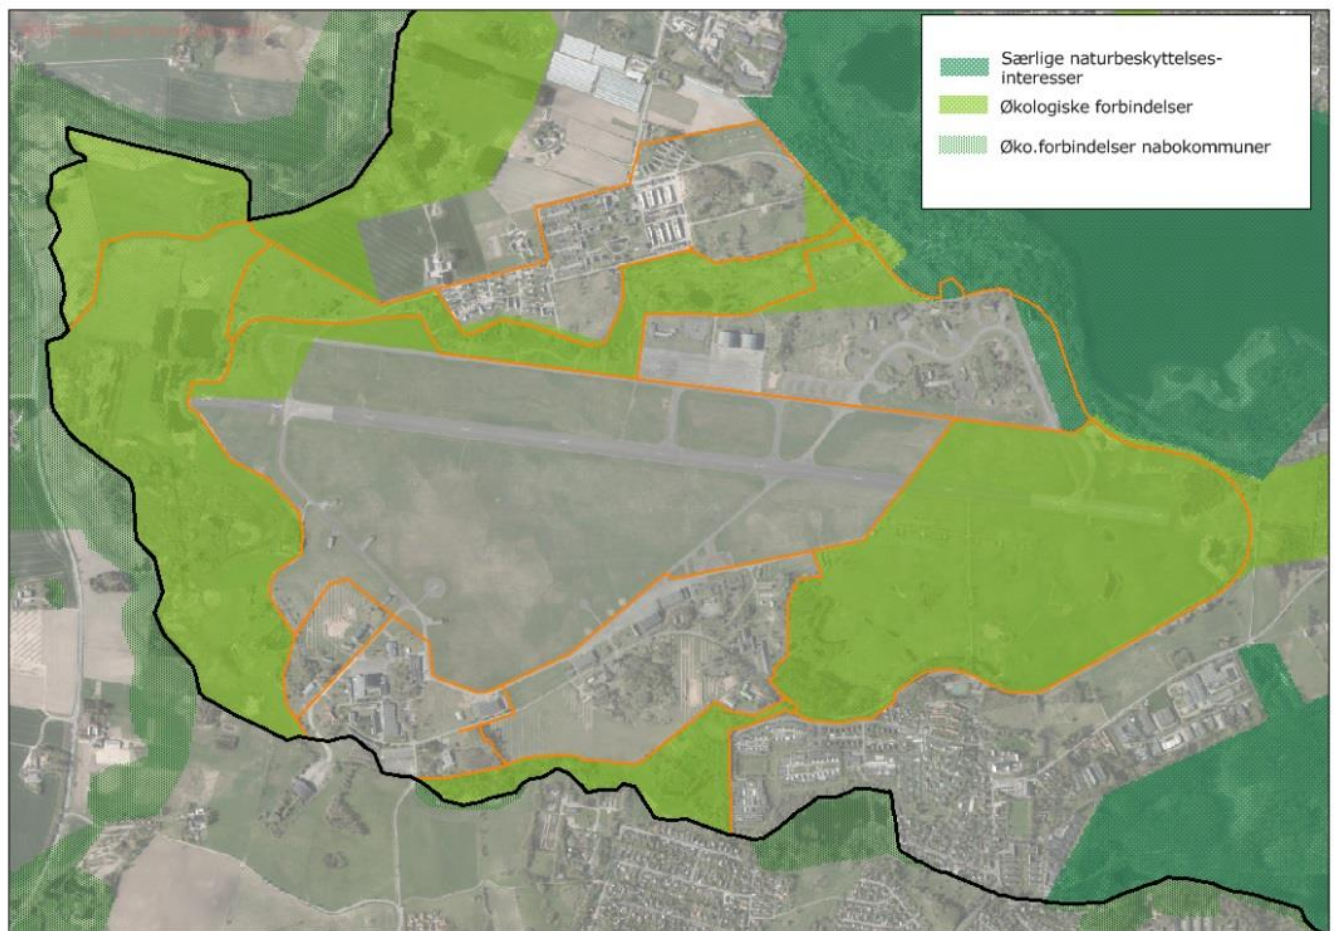 Særlige naturbeskyttelses-
interesser
Økologiske forbindelser
Øko.forbindelser nabokommuner